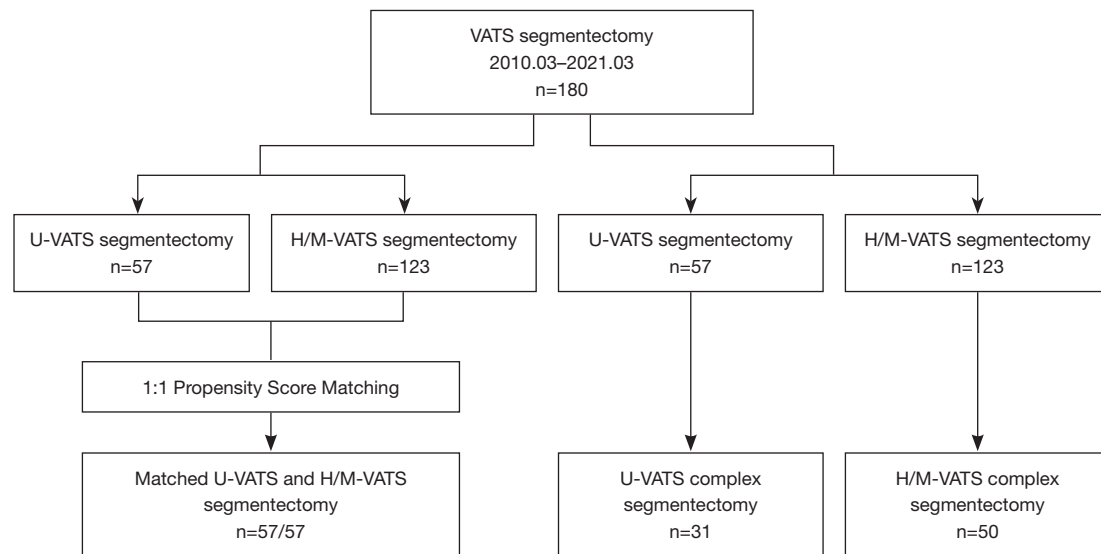 VATS segmentectomy
2010.03–2021.03
n=180
U-VATS segmentectomy
n=57
H/M-VATS segmentectomy
n=123
U-VATS segmentectomy
n=57
H/M-VATS segmentectomy
n=123
1:1 Propensity Score Matching
Matched U-VATS and H/M-VATS
segmentectomy
n=57/57
U-VATS complex
segmentectomy
n=31
H/M-VATS complex
segmentectomy
n=50